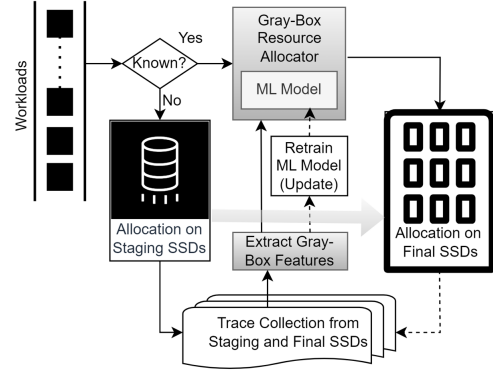 Workloads
Known?
Yes
No
Gray-Box
Resource
Allocator
ML Model
Retrain
ML Model
(Update)
Allocation on
Staging SSDs
Extract Gray-
Box Features
Allocation on
Final SSDs
Trace Collection from
Staging and Final SSDs